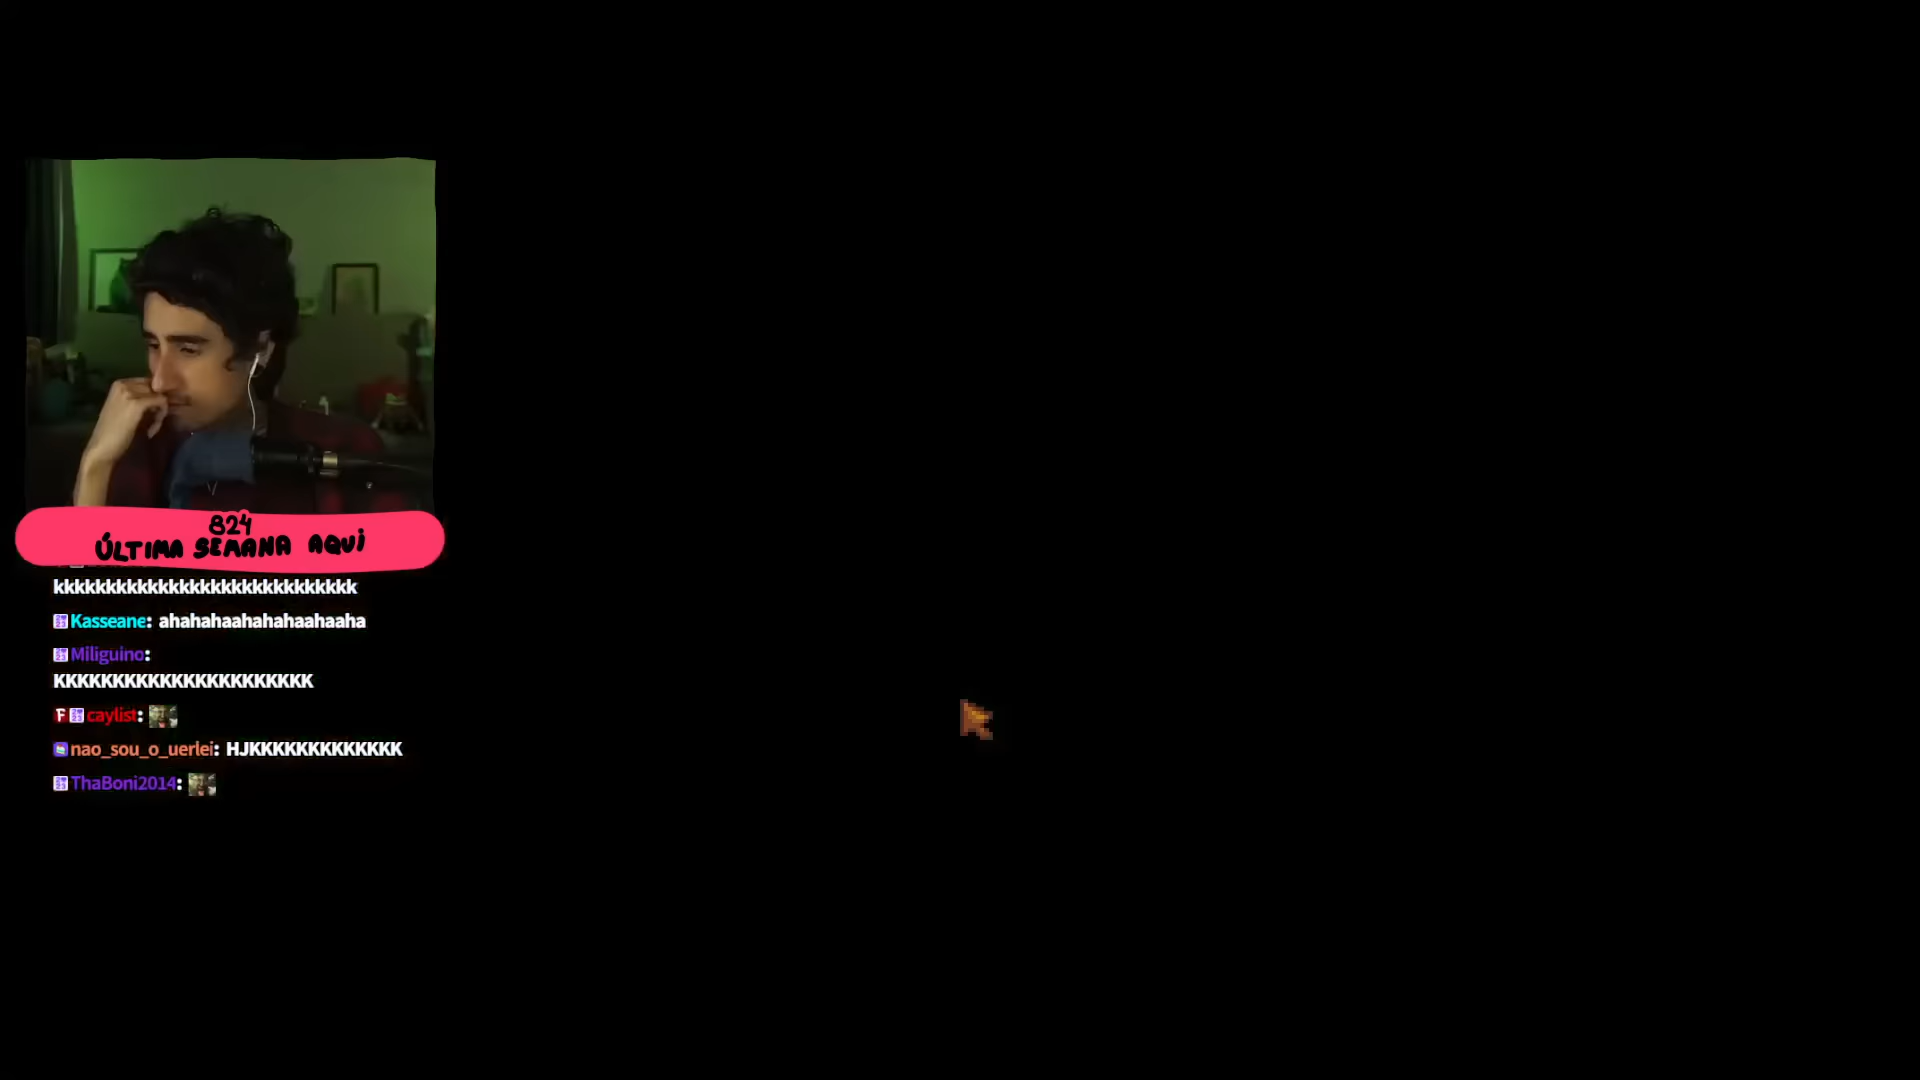 824
ÚLTIMA SEMANA AQUI
kkkkkkkkkkkkkkkkkkkkkkkkkkkkk
Kasseane: ahahahaahahahaahaaha
Miliguino:
KKKKKKKKKKKKKKKKKKKKKK
caylist:
nao_sou_o_uerlei: HJKKKKKKKKKKKKK
ThaBoni2014: